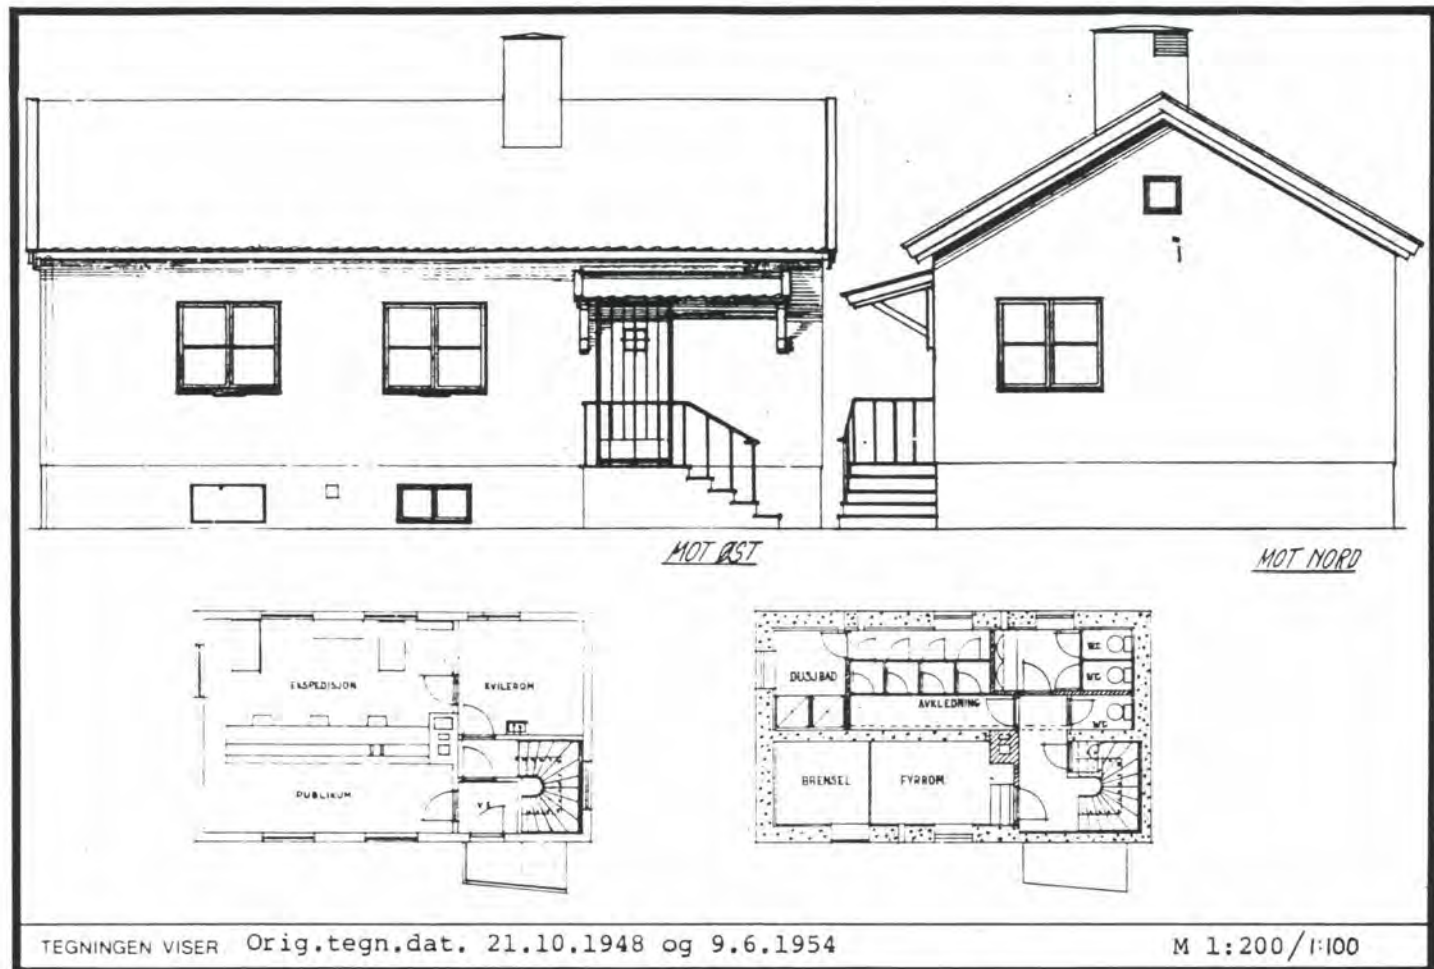 MOT ØST
MOT NORD
EKSPEDISJON
KVILEROM
PUBLIKUM
V.F.
DUSJBAD
WC
WC
AVKLEDNING
WC
BRENSEL
FYRROM
TEGNINGEN VISER Orig.tegn.dat. 21.10.1948 og 9.6.1954 M 1:200/1:100